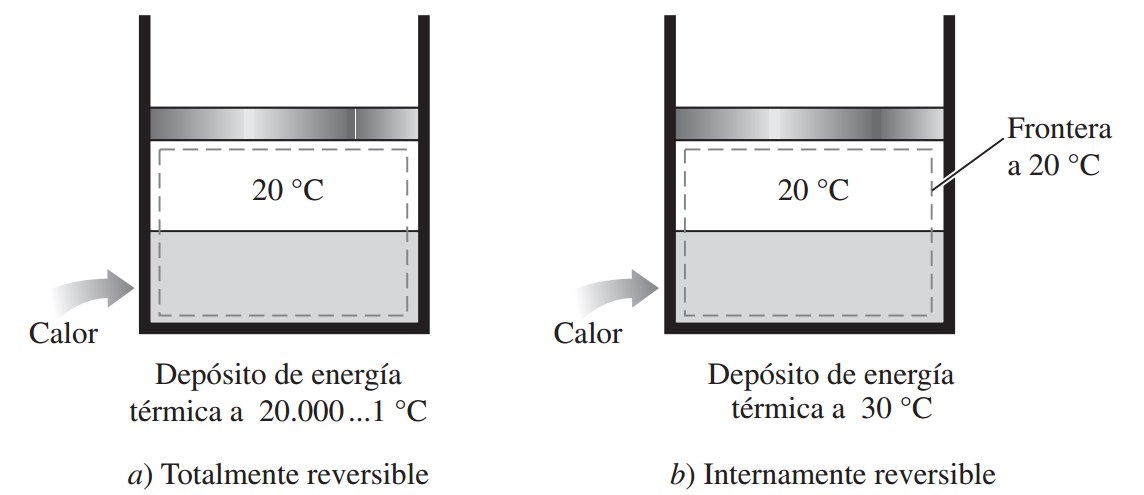 20 °C
Calor
Depósito de energía
térmica a 20.000...1 °C
a) Totalmente reversible
20 °C
Frontera
a 20 °C
Calor
Depósito de energía
térmica a 30 °C
b) Internamente reversible